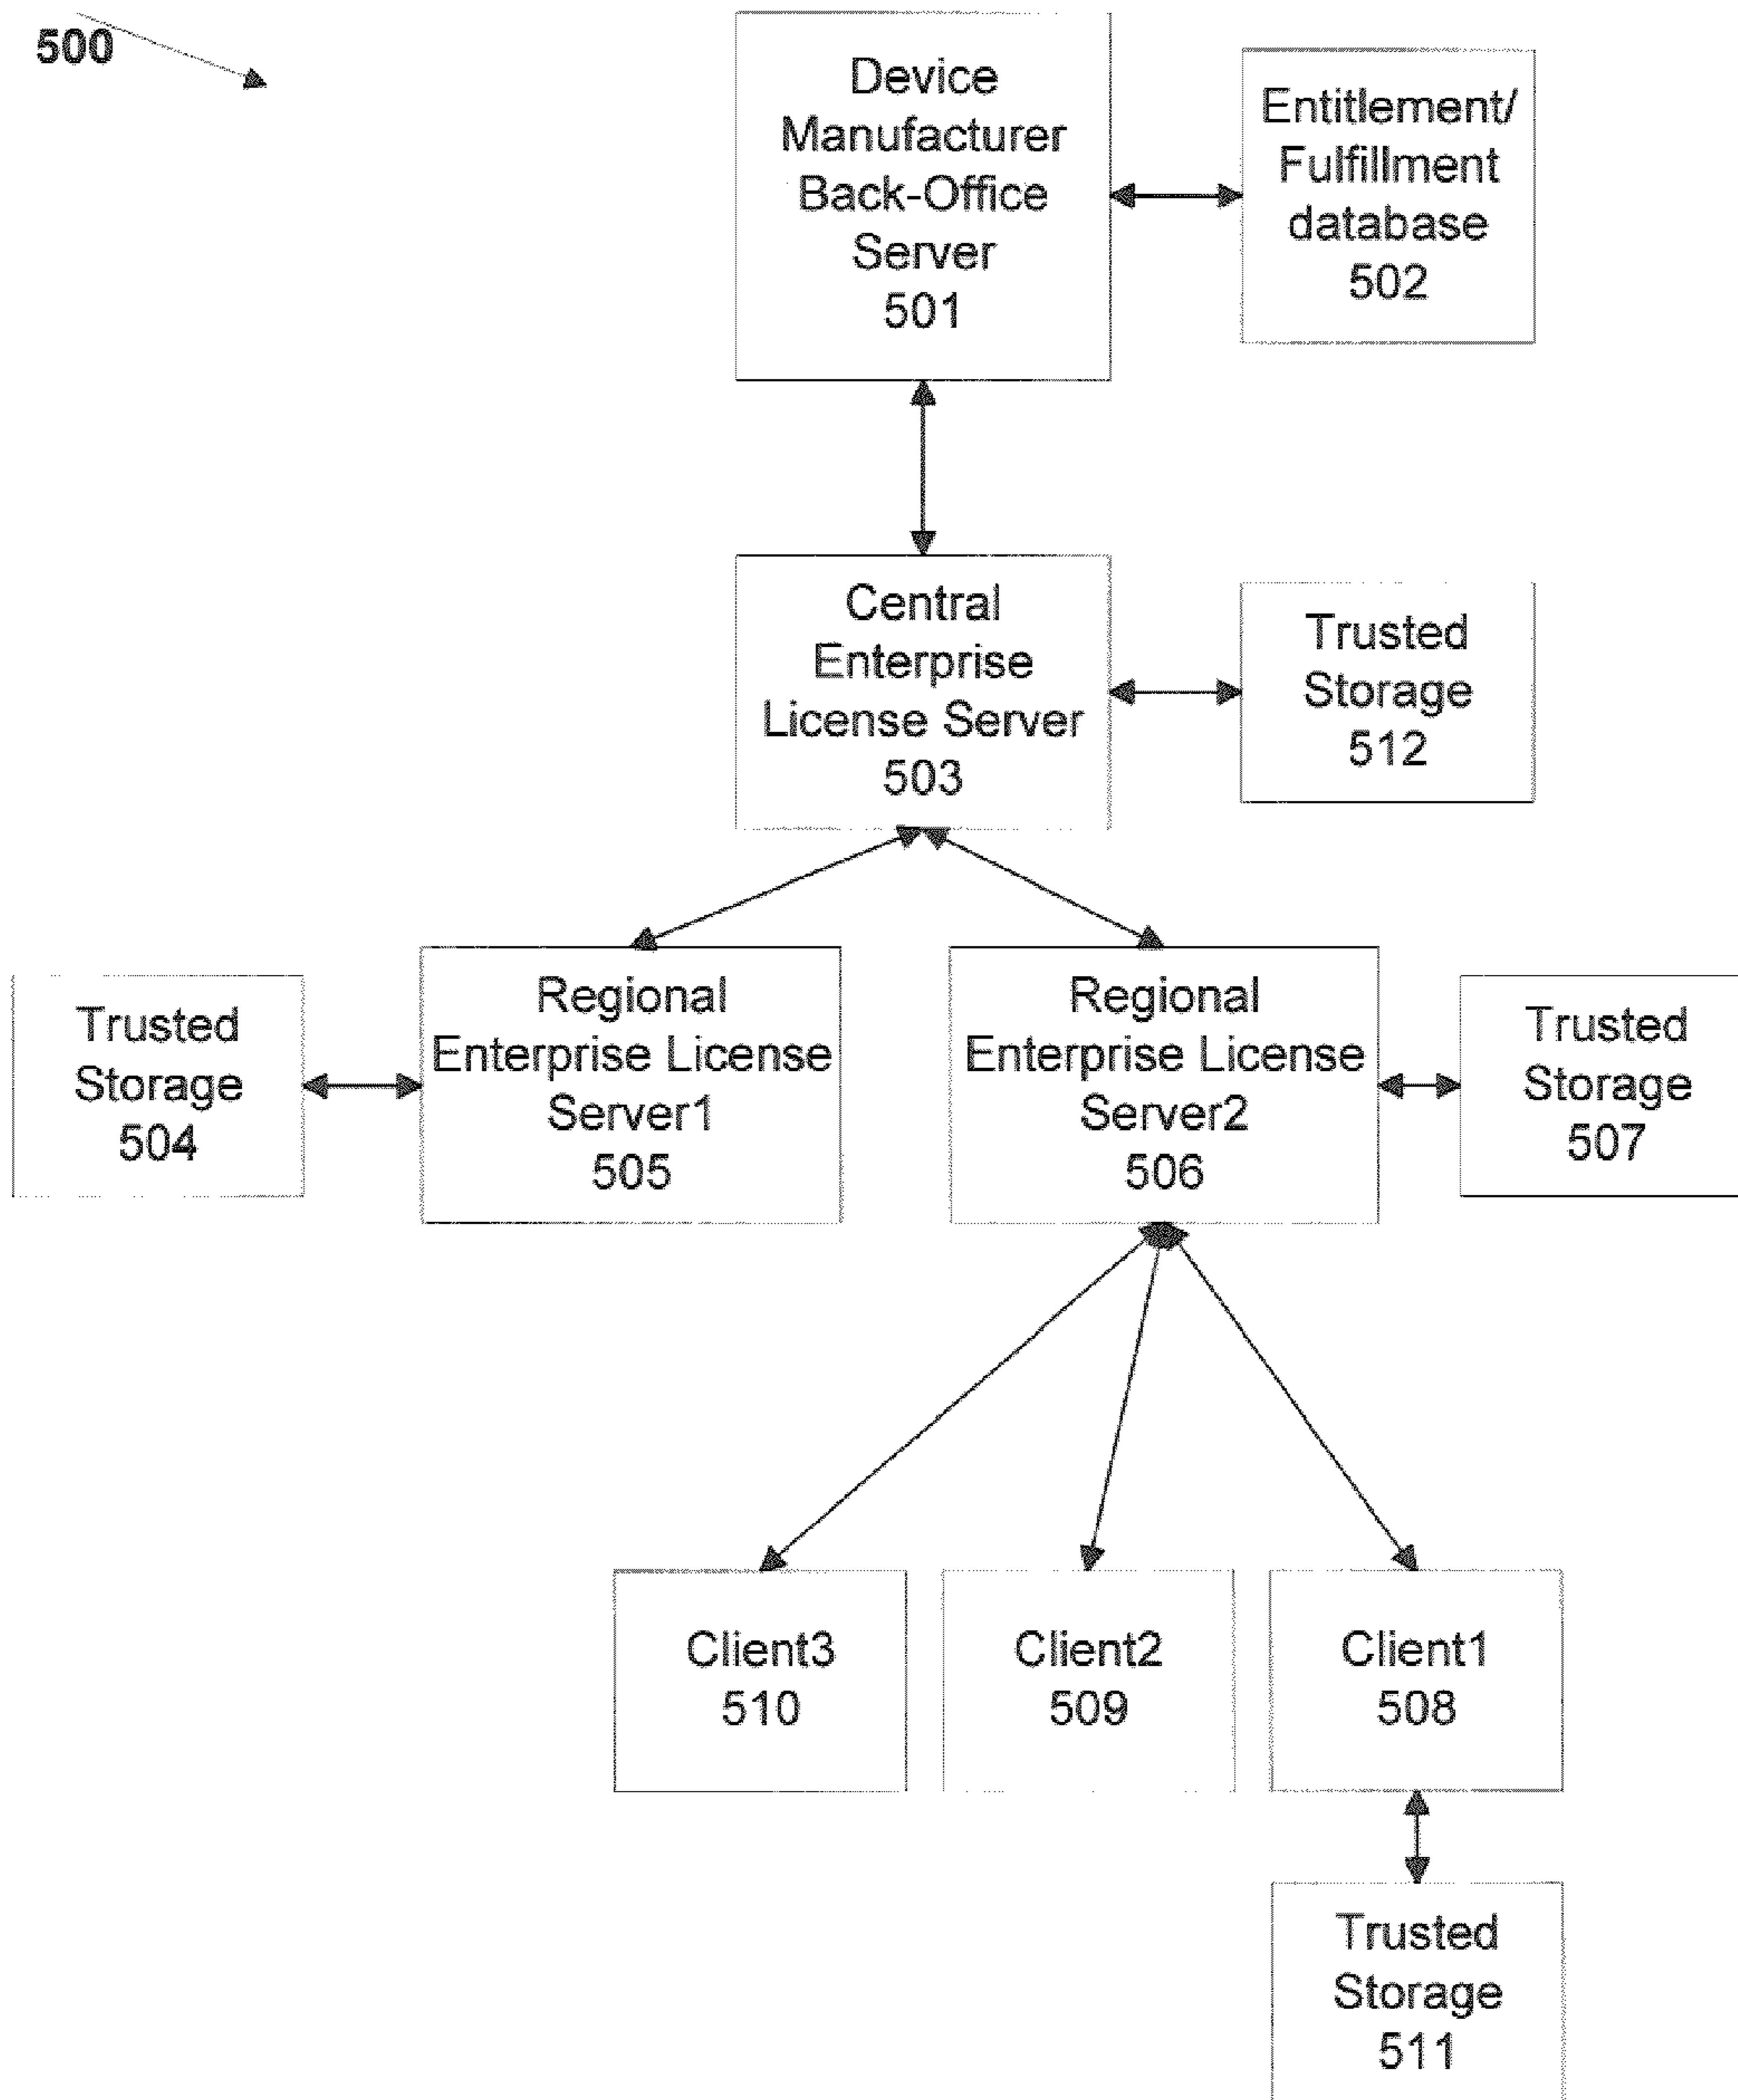 500
Device
Manufacturer
Back-Office
Server
501
Entitlement/
Fulfillment
database
502
Central
Enterprise
License Server
503
Trusted
Storage
512
Trusted
Storage
504
Regional
Enterprise License
Server1
505
Regional
Enterprise License
Server2
506
Trusted
Storage
507
Client3
510
Client2
509
Client1
508
Trusted
Storage
511